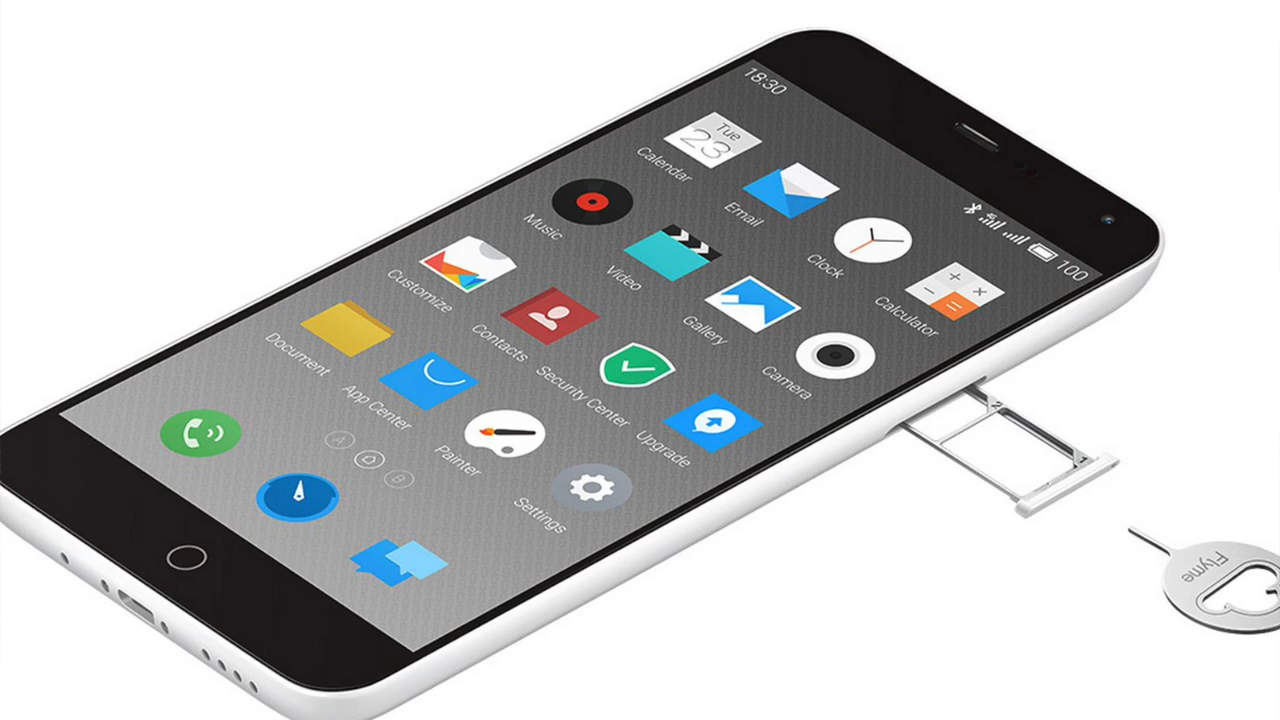 18:30
4G
100
Tue
23
Calendar
Email
Clock
Calculator
Music
Video
Gallery
Camera
Customize
Contacts
Security Center
Upgrade
Document
App Center
Painter
Settings
A
B
Flyme